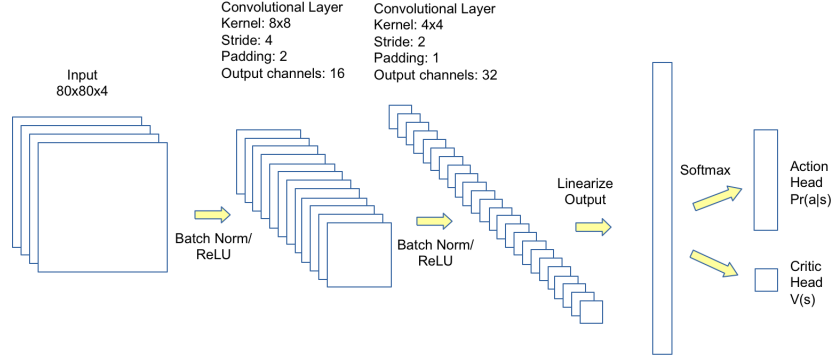 Convolutional Layer
Kernel: 8x8
Stride: 4
Padding: 2
Output channels: 16
Convolutional Layer
Kernel: 4x4
Stride: 2
Padding: 1
Output channels: 32
Input
80x80x4
Batch Norm/
ReLU
Batch Norm/
ReLU
Linearize
Output
Softmax
Action
Head
Pr(a|s)
Critic
Head
V(s)